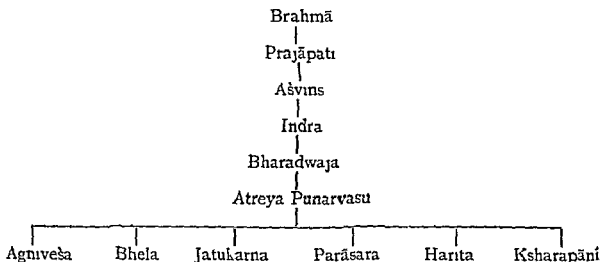 Brahmā
Prajāpati
Aśvins
Indra
Bharadwaja
Atreya Punarvasu
Agniveśa Bhela Jatukarna Parāsara Harita Ksharapāni